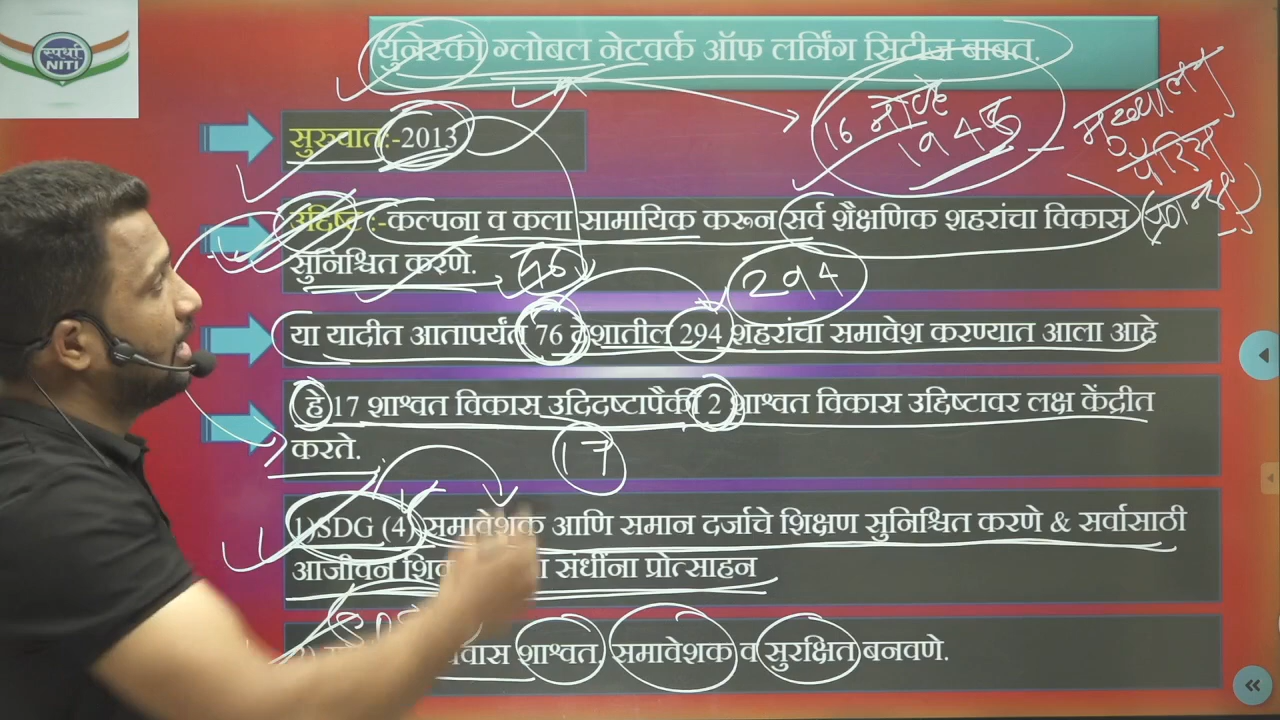 स्पर्धा
NITI
युनेस्को ग्लोबल नेटवर्क ऑफ लर्निंग सिटीज बाबत.
16 नोव्हें
1945
मुख्यालय
पॅरिस
सुरुवात:-2013
उद्दिष्ट :-कल्पना व कला सामायिक करून सर्व शैक्षणिक शहरांचा विकास
सुनिश्चित करणे.
294
या यादीत आतापर्यंत 76 देशातील 294 शहरांचा समावेश करण्यात आला आहे
हे 17 शाश्वत विकास उदिदष्टापैकी 2 शाश्वत विकास उद्दिष्टावर लक्ष केंद्रीत
करते.
17
1)SDG (4) समावेशक आणि समान दर्जाचे शिक्षण सुनिश्चित करणे & सर्वासाठी
आजीवन संधींना प्रोत्साहन
शाश्वत. समावेशक व सुरक्षित बनवणे.